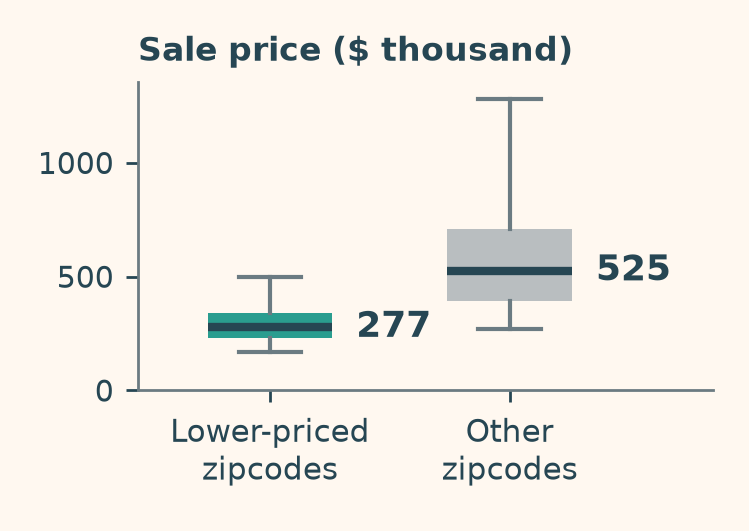 Sale price ($ thousand)
1000
500
0
277
525
Lower-priced
zipcodes
Other
zipcodes